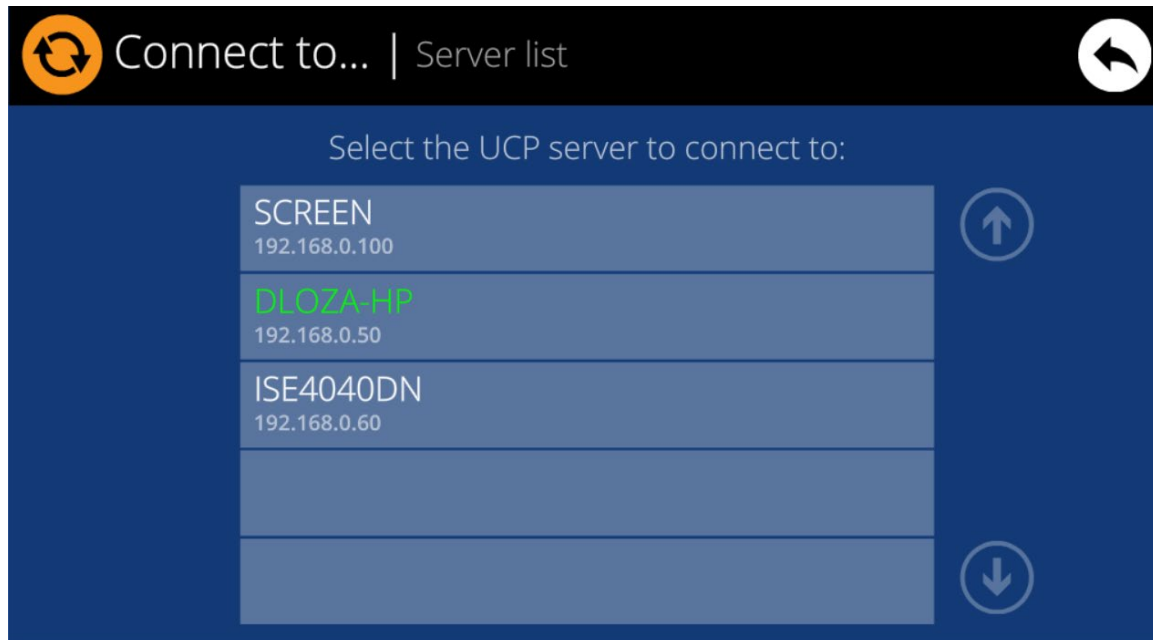 Connect to... | Server list
Select the UCP server to connect to:
SCREEN
192.168.0.100
DLOZA-HP
192.168.0.50
ISE4040DN
192.168.0.60